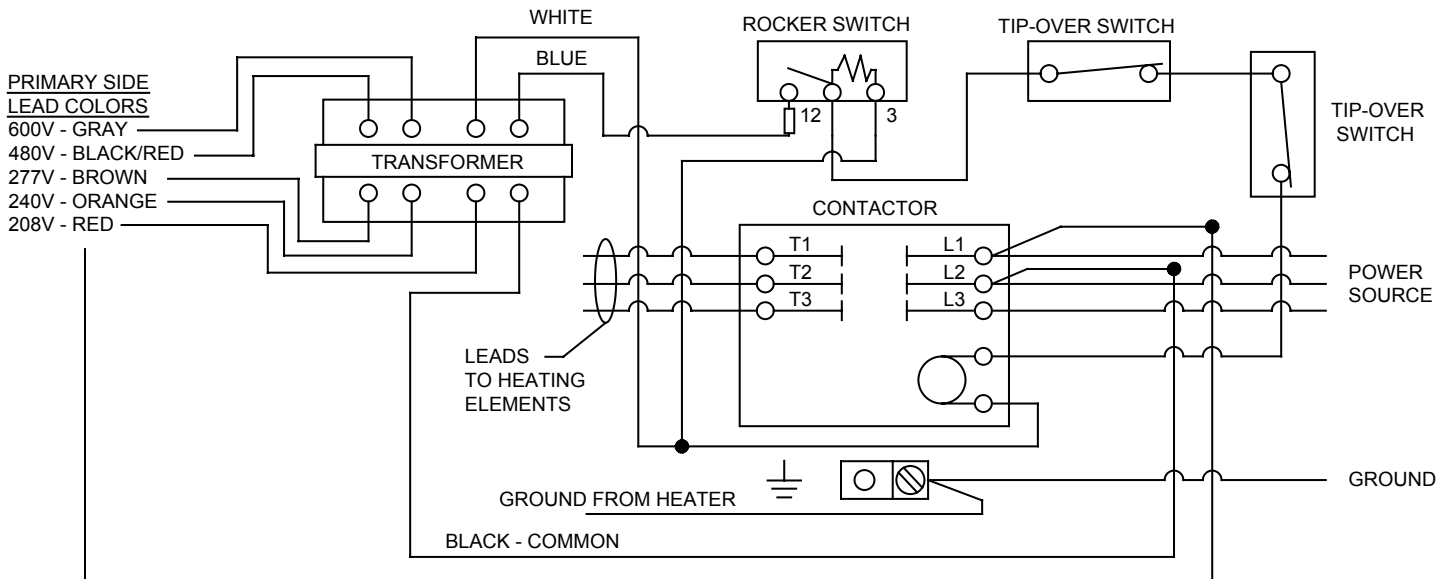 WHITE
BLUE
ROCKER SWITCH
TIP-OVER SWITCH
TIP-OVER
SWITCH
PRIMARY SIDE
LEAD COLORS
600V - GRAY
480V - BLACK/RED
277V - BROWN
240V - ORANGE
208V - RED
TRANSFORMER
12
3
CONTACTOR
T1
L1
T2
L2
T3
L3
POWER
SOURCE
LEADS
TO HEATING
ELEMENTS
GROUND
GROUND FROM HEATER
BLACK - COMMON